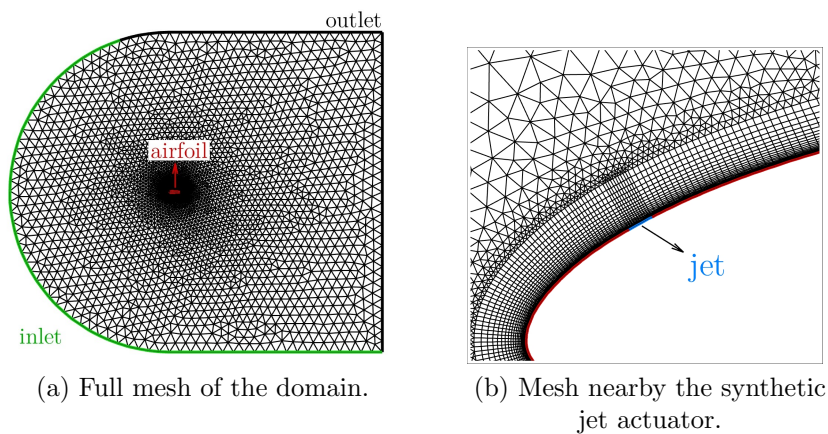 outlet
airfoil
inlet
(a) Full mesh of the domain.
jet
(b) Mesh nearby the synthetic
jet actuator.